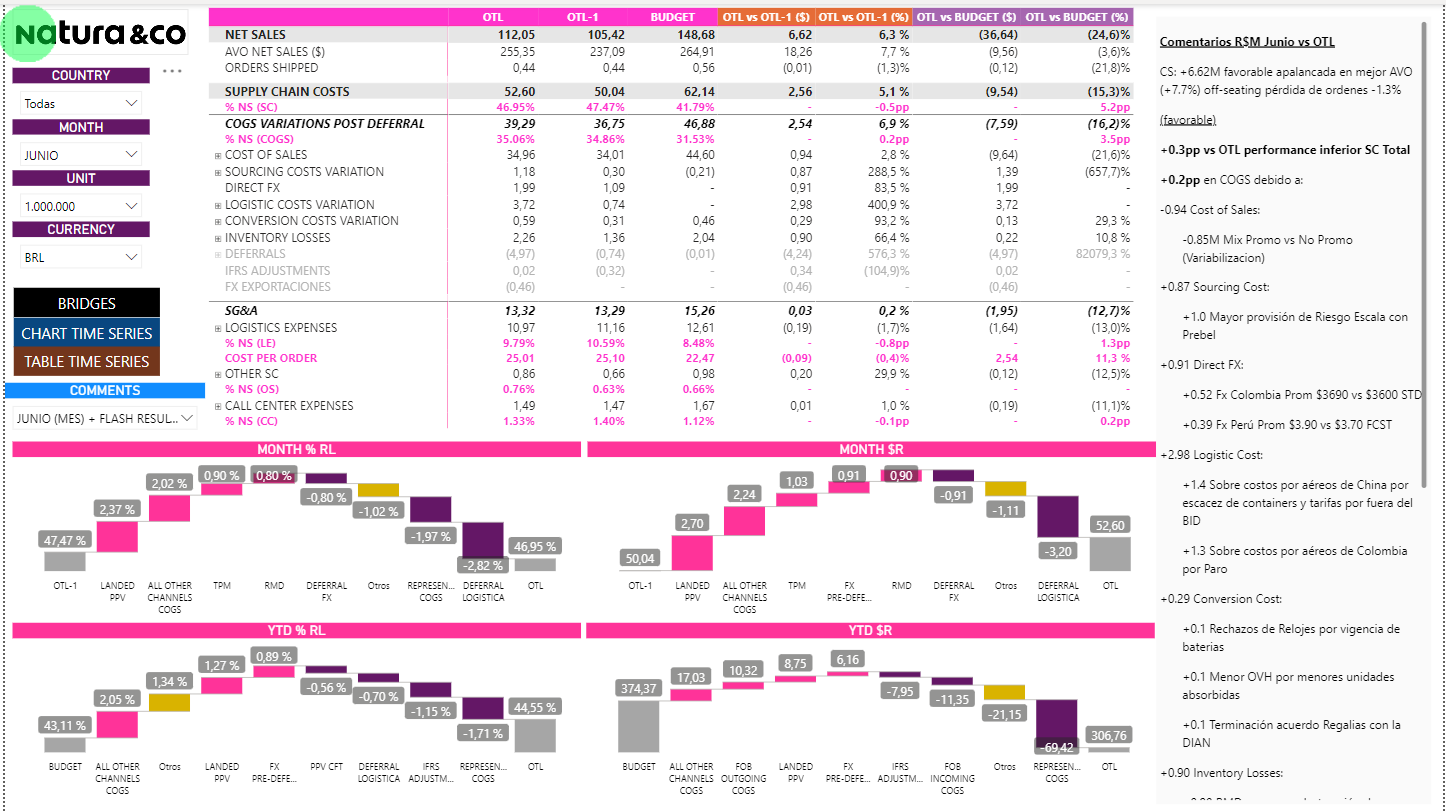 natura &co
COUNTRY
Todas
MONTH
JUNIO
UNIT
1.000.000
CURRENCY
BRL
BRIDGES
CHART TIME SERIES
TABLE TIME SERIES
COMMENTS
JUNIO (MES) + FLASH RESUL...
OTL OTL-1 BUDGET OTL vs OTL-1 ($) OTL vs OTL-1 (%) OTL vs BUDGET ($) OTL vs BUDGET (%)
NET SALES 112,05 105,42 148,68 6,62 6,3 % (36,64) (24,6)%
AVO NET SALES ($) 255,35 237,09 264,91 18,26 7,7 % (9,56) (3,6)%
ORDERS SHIPPED 0,44 0,44 0,56 (0,01) (1,3)% (0,12) (21,8)%
SUPPLY CHAIN COSTS 52,60 50,04 62,14 2,56 5,1 % (9,54) (15,3)%
% NS (SC) 46.95% 47.47% 41.79% - -0.5pp - 5.2pp
COGS VARIATIONS POST DEFERRAL 39,29 36,75 46,88 2,54 6,9 % (7,59) (16,2)%
% NS (COGS) 35.06% 34.86% 31.53% - 0.2pp - 3.5pp
COST OF SALES 34,96 34,01 44,60 0,94 2,8 % (9,64) (21,6)%
SOURCING COSTS VARIATION 1,18 0,30 (0,21) 0,87 288,5 % 1,39 (657,7)%
DIRECT FX 1,99 1,09 - 0,91 83,5 % 1,99 -
LOGISTIC COSTS VARIATION 3,72 0,74 - 2,98 400,9 % 3,72 -
CONVERSION COSTS VARIATION 0,59 0,31 0,46 0,29 93,2 % 0,13 29,3 %
INVENTORY LOSSES 2,26 1,36 2,04 0,90 66,4 % 0,22 10,8 %
DEFERRALS (4,97) (0,74) (0,01) (4,24) 576,3 % (4,97) 82079,3 %
IFRS ADJUSTMENTS 0,02 (0,32) - 0,34 (104,9)% 0,02 -
FX EXPORTACIONES (0,46) - - (0,46) - (0,46) -
SG&A 13,32 13,29 15,26 0,03 0,2 % (1,95) (12,7)%
LOGISTICS EXPENSES 10,97 11,16 12,61 (0,19) (1,7)% (1,64) (13,0)%
% NS (LE) 9.79% 10.59% 8.48% - -0.8pp - 1.3pp
COST PER ORDER 25,01 25,10 22,47 (0,09) (0,4)% 2,54 11,3 %
OTHER SC 0,86 0,66 0,98 0,20 29,9 % (0,12) (12,5)%
% NS (OS) 0.76% 0.63% 0.66% - - - -
CALL CENTER EXPENSES 1,49 1,47 1,67 0,01 1,0 % (0,19) (11,1)%
% NS (CC) 1.33% 1.40% 1.12% - -0.1pp - 0.2pp
MONTH % RL
47,47 % 2,37 % 2,02 % 0,90 % 0,80 % -0,80 % -1,02 % -1,97 % -2,82 % 46,95 %
OTL-1 LANDED PPV ALL OTHER CHANNELS COGS TPM RMD DEFERRAL FX Otros REPRESEN... COGS DEFERRAL LOGISTICA OTL
MONTH $R
50,04 2,70 2,24 1,03 0,91 0,90 -0,91 -1,11 -3,20 52,60
OTL-1 LANDED PPV ALL OTHER CHANNELS COGS TPM FX PRE-DEFE... RMD DEFERRAL FX Otros DEFERRAL LOGISTICA OTL
YTD % RL
43,11 % 2,05 % 1,34 % 1,27 % 0,89 % -0,56 % -0,70 % -1,15 % -1,71 % 44,55 %
BUDGET ALL OTHER CHANNELS COGS Otros LANDED PPV FX PRE-DEFE... PPV CFT DEFERRAL LOGISTICA IFRS ADJUSTM... REPRESEN... COGS OTL
YTD $R
374,37 17,03 10,32 8,75 6,16 -7,95 -11,35 -21,15 -69,42 306,76
BUDGET ALL OTHER CHANNELS COGS FOB OUTGOING COGS LANDED PPV FX PRE-DEFE... IFRS ADJUSTM... FOB INCOMING COGS Otros REPRESEN... COGS OTL
Comentarios R$M Junio vs OTL
CS: +6.62M favorable apalancada en mejor AVO
(+7.7%) off-seating pérdida de ordenes -1.3%
(favorable)
+0.3pp vs OTL performance inferior SC Total
+0.2pp en COGS debido a:
-0.94 Cost of Sales:
-0.85M Mix Promo vs No Promo
(Variabilizacion)
+0.87 Sourcing Cost:
+1.0 Mayor provisión de Riesgo Escala con
Prebel
+0.91 Direct FX:
+0.52 Fx Colombia Prom $3690 vs $3600 STD
+0.39 Fx Perú Prom $3.90 vs $3.70 FCST
+2.98 Logistic Cost:
+1.4 Sobre costos por aéreos de China por
escacez de containers y tarifas por fuera del
BID
+1.3 Sobre costos por aéreos de Colombia
por Paro
+0.29 Conversion Cost:
+0.1 Rechazos de Relojes por vigencia de
baterias
+0.1 Menor OVH por menores unidades
absorbidas
+0.1 Terminación acuerdo Regalias con la
DIAN
+0.90 Inventory Losses: